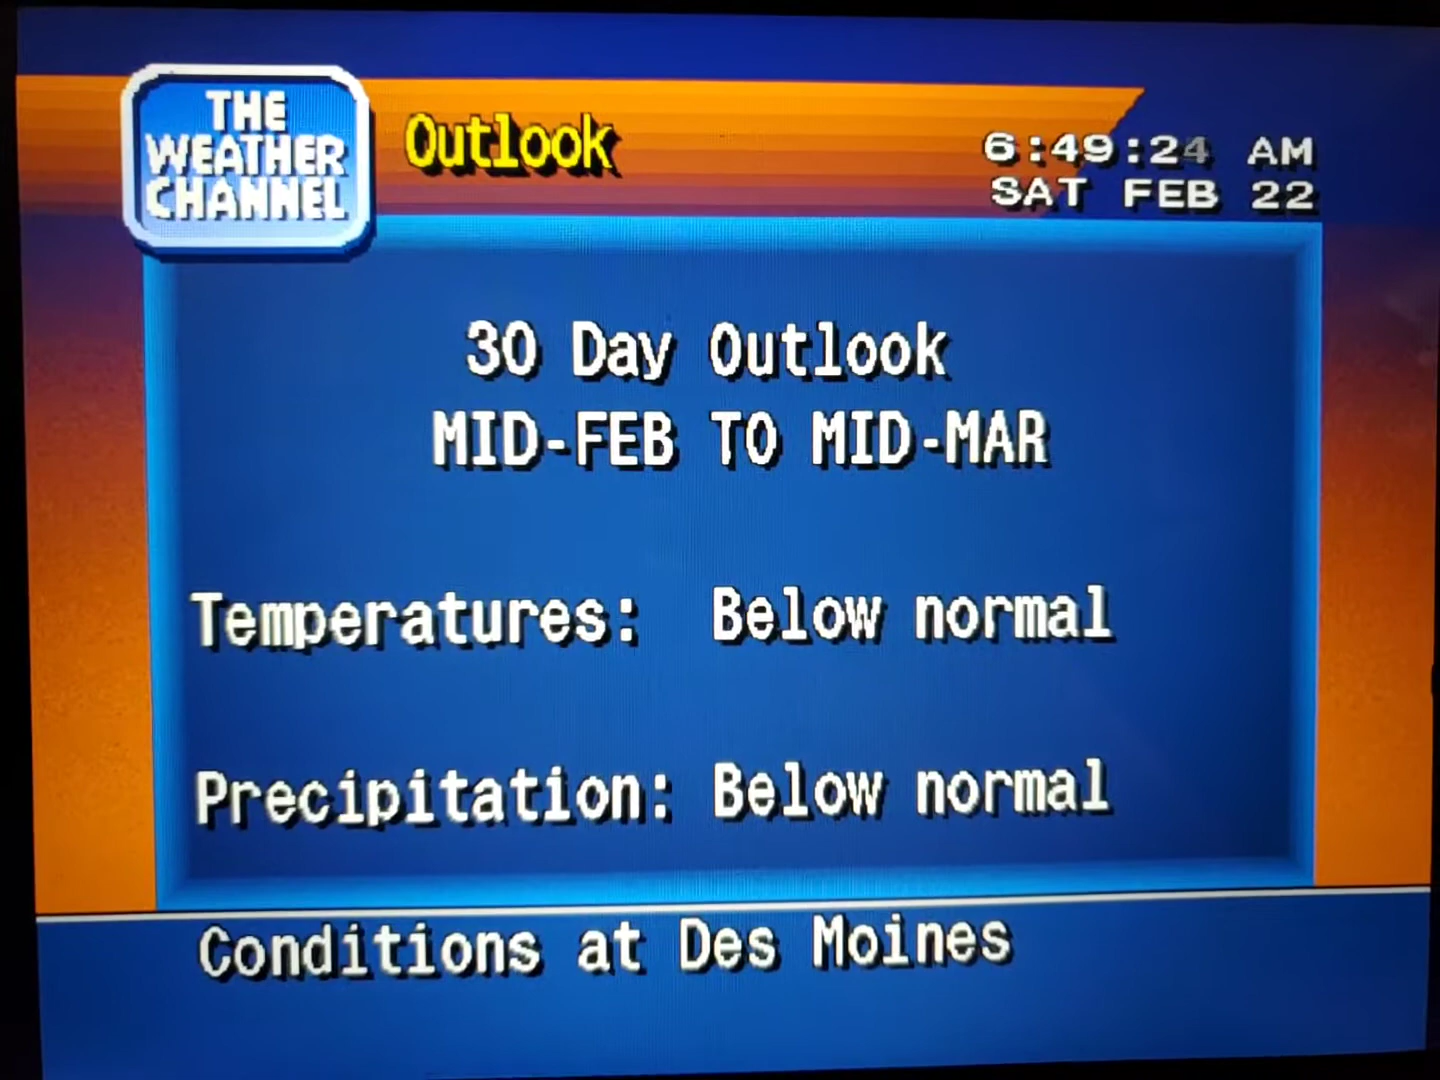 THE
WEATHER
CHANNEL
Outlook
6:49:24 AM
SAT FEB 22
30 Day Outlook
MID-FEB TO MID-MAR
Temperatures: Below normal
Precipitation: Below normal
Conditions at Des Moines